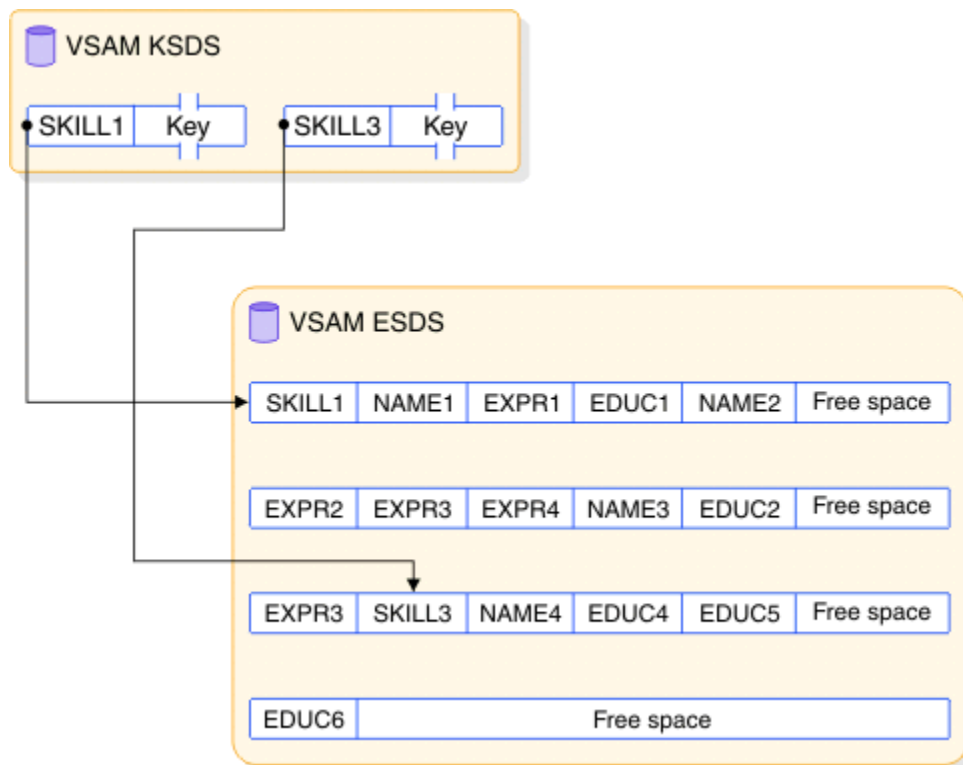 VSAM KSDS
SKILL1 Key SKILL3 Key
VSAM ESDS
SKILL1 NAME1 EXPR1 EDUC1 NAME2 Free space
EXPR2 EXPR3 EXPR4 NAME3 EDUC2 Free space
EXPR3 SKILL3 NAME4 EDUC4 EDUC5 Free space
EDUC6 Free space